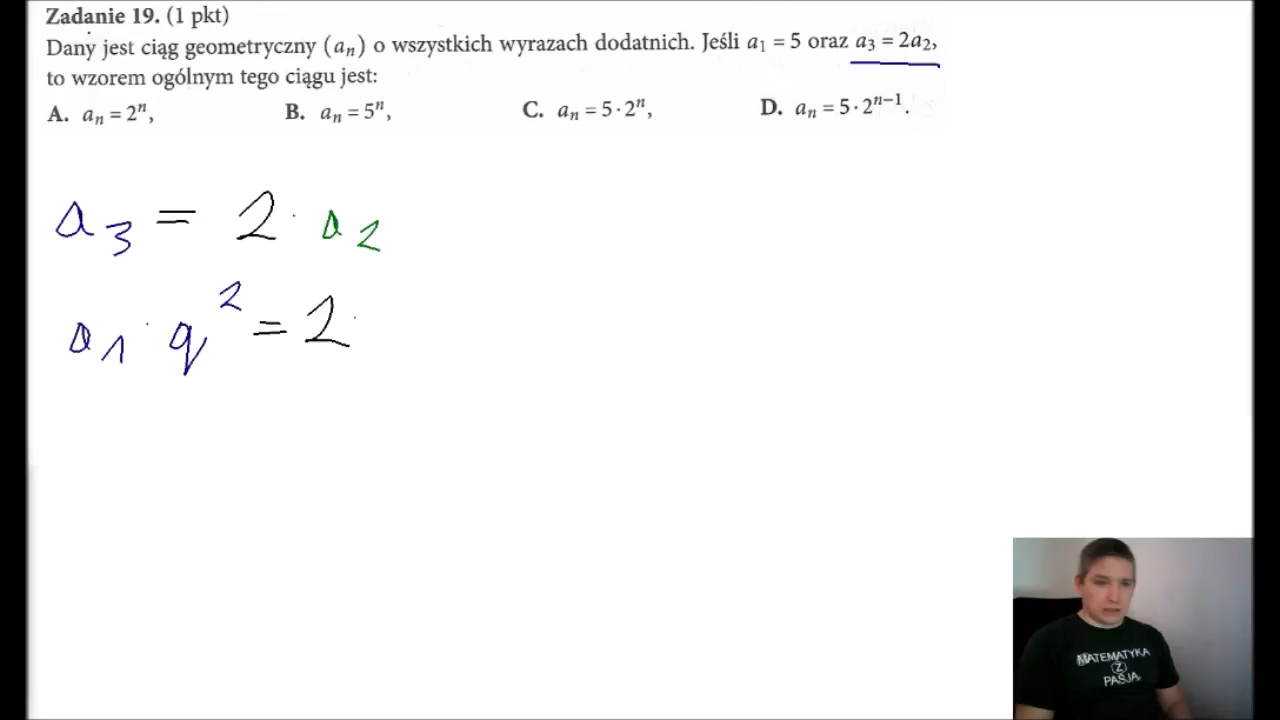 Zadanie 19. (1 pkt)
Dany jest ciąg geometryczny (aₙ) o wszystkich wyrazach dodatnich. Jeśli a₁ = 5 oraz a₃ = 2a₂,
to wzorem ogólnym tego ciągu jest:
A. aₙ = 2ⁿ, B. aₙ = 5ⁿ, C. aₙ = 5 · 2ⁿ, D. aₙ = 5 · 2ⁿ⁻¹.
a₃ = 2 · a₂
a₁ · q² = 2 ·
MATEMATYKA
Z
PASJĄ